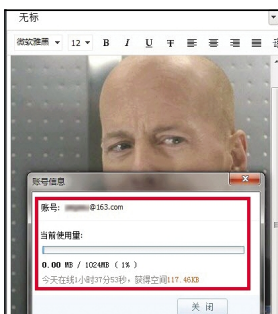 无标
微软雅黑 12 B I U T
账号信息
账号: @163.com
当前使用量:
0.00 MB / 1024MB ( 1% )
今天在线1小时37分53秒，获得空间117.46KB
关 闭